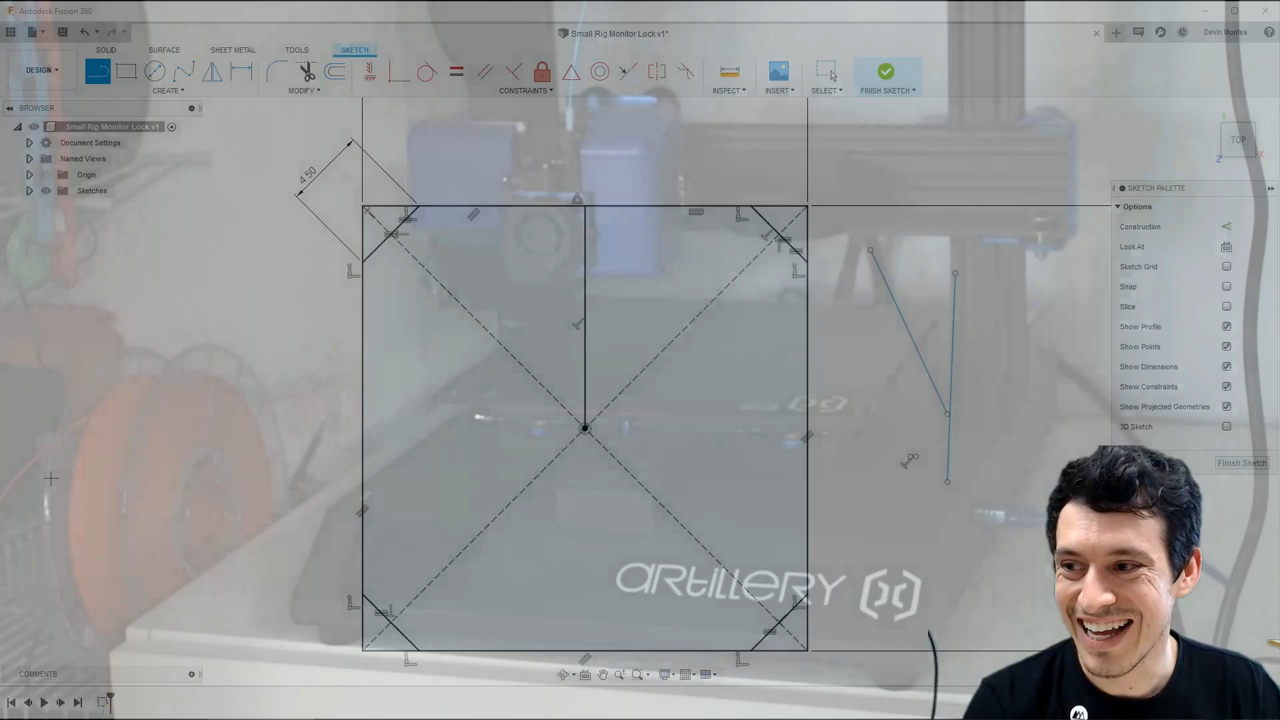 Autodesk Fusion 360
Small Rig Monitor Lock v1*
Devin Montes
SOLID
SURFACE
SHEET METAL
TOOLS
SKETCH
DESIGN
CREATE
MODIFY
CONSTRAINTS
INSPECT
INSERT
SELECT
FINISH SKETCH
BROWSER
Small Rig Monitor Lock v1
Document Settings
Named Views
Origin
Sketches
4.50
TOP
Y
Z
X
SKETCH PALETTE
Options
Construction
Look At
Sketch Grid
Snap
Slice
Show Profile
Show Points
Show Dimensions
Show Constraints
Show Projected Geometries
3D Sketch
Finish Sketch
ARTILLERY
COMMENTS